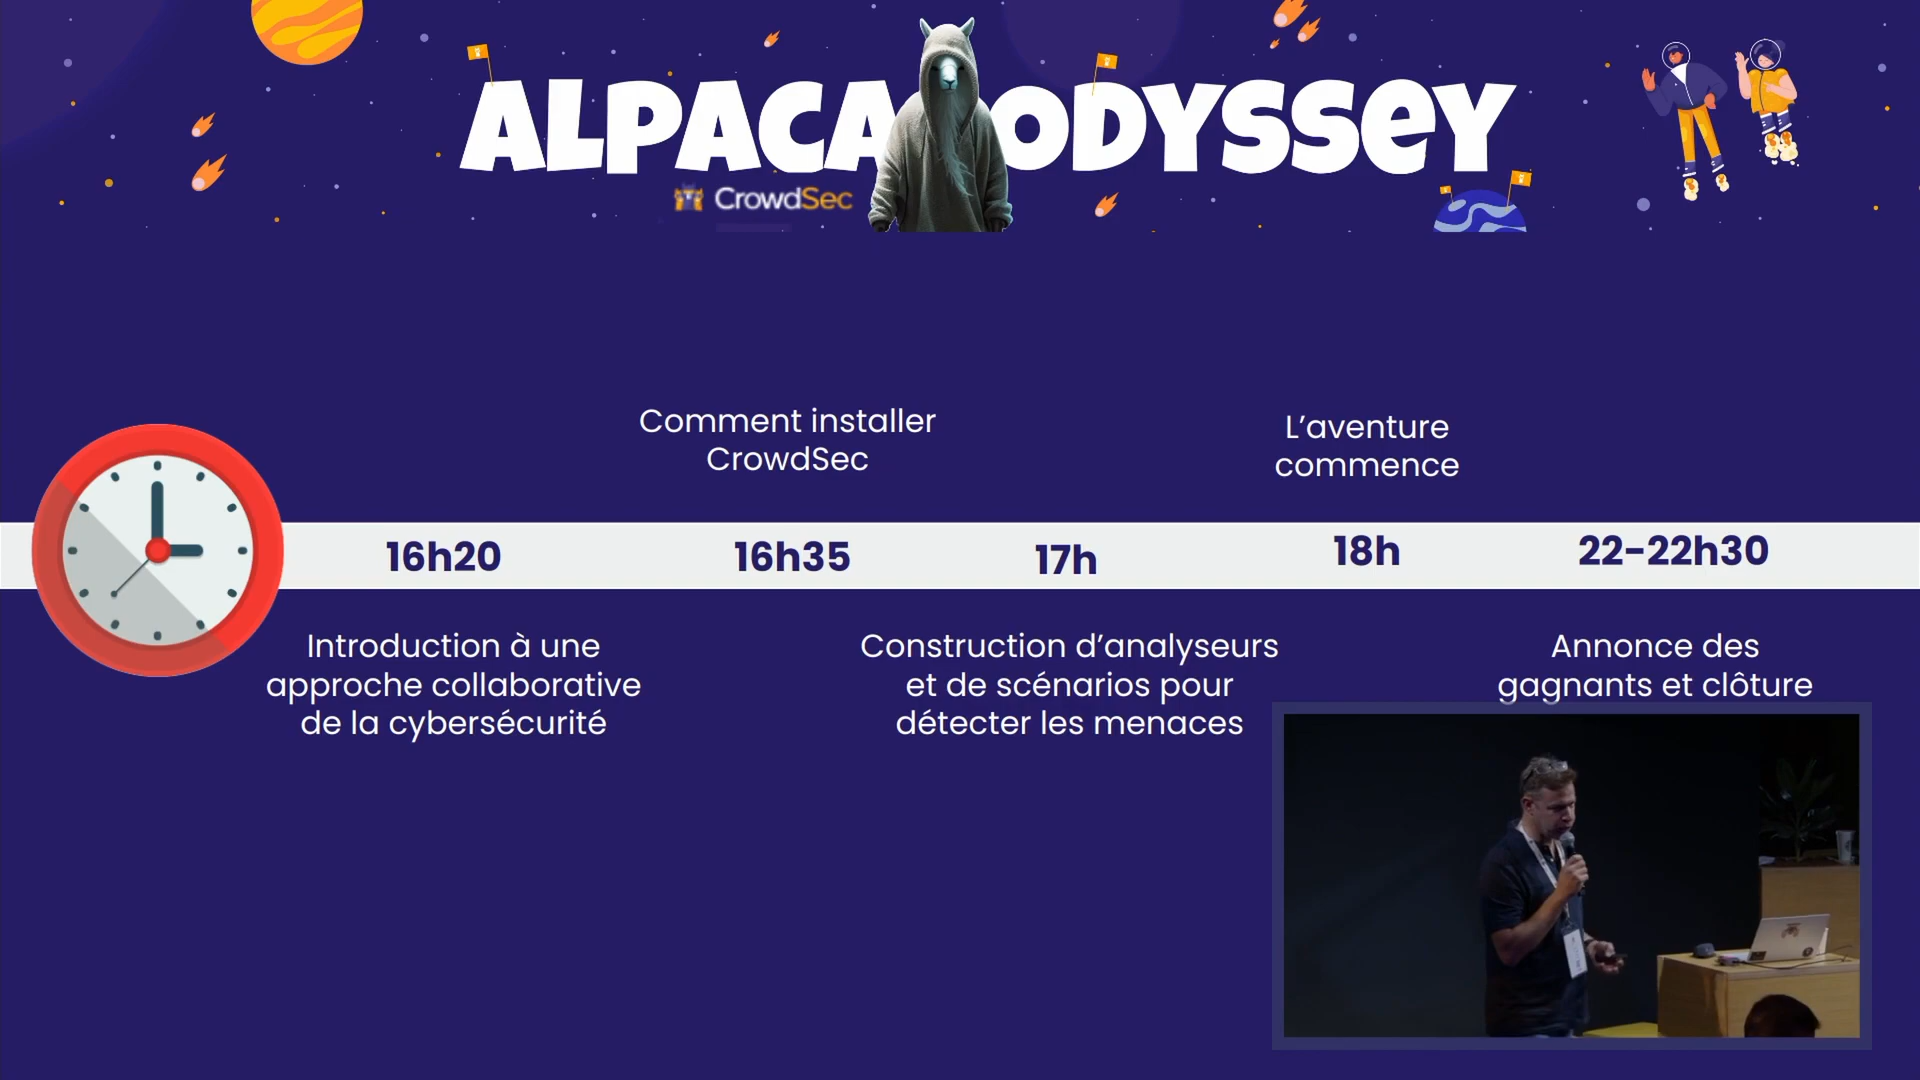 ALPACA ODYSSEY
CrowdSec
Comment installer
CrowdSec
L’aventure
commence
16h20
16h35
17h
18h
22-22h30
Introduction à une
approche collaborative
de la cybersécurité
Construction d’analyseurs
et de scénarios pour
détecter les menaces
Annonce des
gagnants et clôture